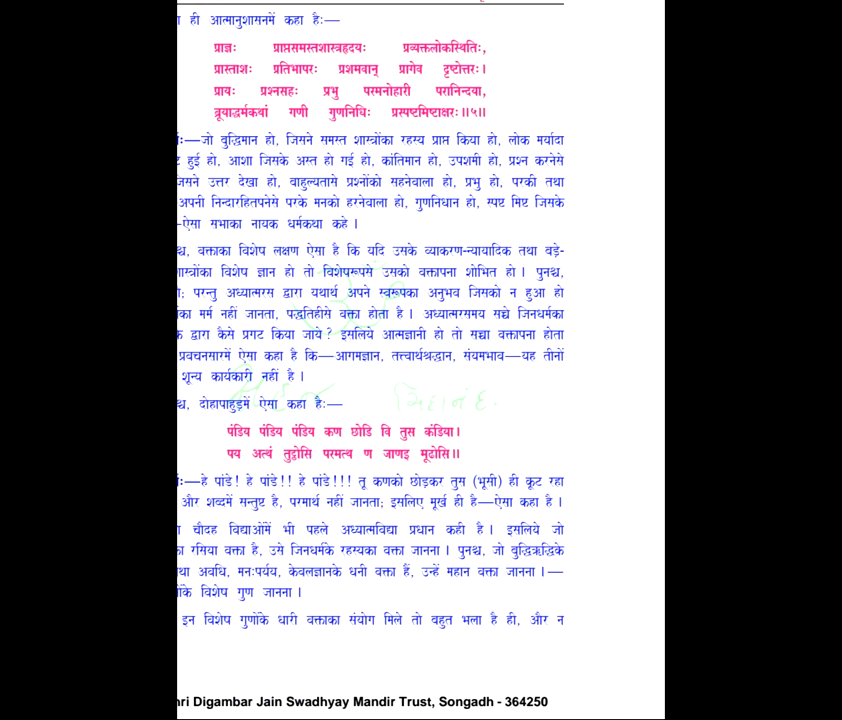 ही आत्मानुशासनमें कहा है:—
प्राज्ञः प्राप्तसमस्तशास्त्रहृदयः प्रव्यक्तलोकस्थितिः,
प्रास्ताशः प्रतिभापरः प्रशमवान् प्रागेव दृष्टोत्तरः।
प्रायः प्रश्नसहः प्रभु परमनोहारी परानिन्दया,
ब्रूयाद्धर्मकथां गणी गुणनिधिः प्रस्पष्टमिष्टाक्षरः॥५॥
:—जो बुद्धिमान हो, जिसने समस्त शास्त्रोंका रहस्य प्राप्त किया हो, लोक मर्यादा
हुई हो, आशा जिसके अस्त हो गई हो, कांतिमान हो, उपशमी हो, प्रश्न करनेसे
उत्तर देखा हो, बाहुल्यतासे प्रश्नोंको सहनेवाला हो, प्रभु हो, परकी तथा
अपनी निन्दारहितपनेसे परके मनको हरनेवाला हो, गुणनिधान हो, स्पष्ट मिष्ट जिसके
—ऐसा सभाका नायक धर्मकथा कहे।
वक्ताका विशेष लक्षण ऐसा है कि यदि उसके व्याकरण-न्यायादिक तथा बड़े-
विशेष ज्ञान हो तो विशेषरूपसे उसको वक्तापना शोभित हो। पुनश्च,
परन्तु अध्यात्मरस द्वारा यथार्थ अपने स्वरूपका अनुभव जिसको न हुआ हो
मर्म नहीं जानता, पद्धतिहीसे वक्ता होता है। अध्यात्मरसमय सच्चे जिनधर्मका
द्वारा कैसे प्रगट किया जाये? इसलिये आत्मज्ञानी हो तो सच्चा वक्तापना होता
प्रवचनसारमें ऐसा कहा है कि—आगमज्ञान, तत्त्वार्थश्रद्धान, संयमभाव—यह तीनों
शून्य कार्यकारी नहीं है।
दोहापाहुड़में ऐसा कहा है:—
पंडिय पंडिय पंडिय कण छोडि वि तुस कंडिया।
पय अत्थं तुट्ठोसि परमत्थ ण जाणइ मूढोसि॥
:—हे पांडे! हे पांडे!! हे पांडे!!! तू कणको छोड़कर तुस (भूसी) ही कूट रहा
और शब्दमें सन्तुष्ट है, परमार्थ नहीं जानता; इसलिए मूर्ख ही है—ऐसा कहा है।
चौदह विद्याओंमें भी पहले अध्यात्मविद्या प्रधान कही है। इसलिये जो
रसिया वक्ता है, उसे जिनधर्मके रहस्यका वक्ता जानना। पुनश्च, जो बुद्धिऋद्धिके
अवधि, मनःपर्यय, केवलज्ञानके धनी वक्ता हैं, उन्हें महान वक्ता जानना।—
विशेष गुण जानना।
इन विशेष गुणोंके धारी वक्ताका संयोग मिले तो बहुत भला है ही, और न
Digambar Jain Swadhyay Mandir Trust, Songadh - 364250